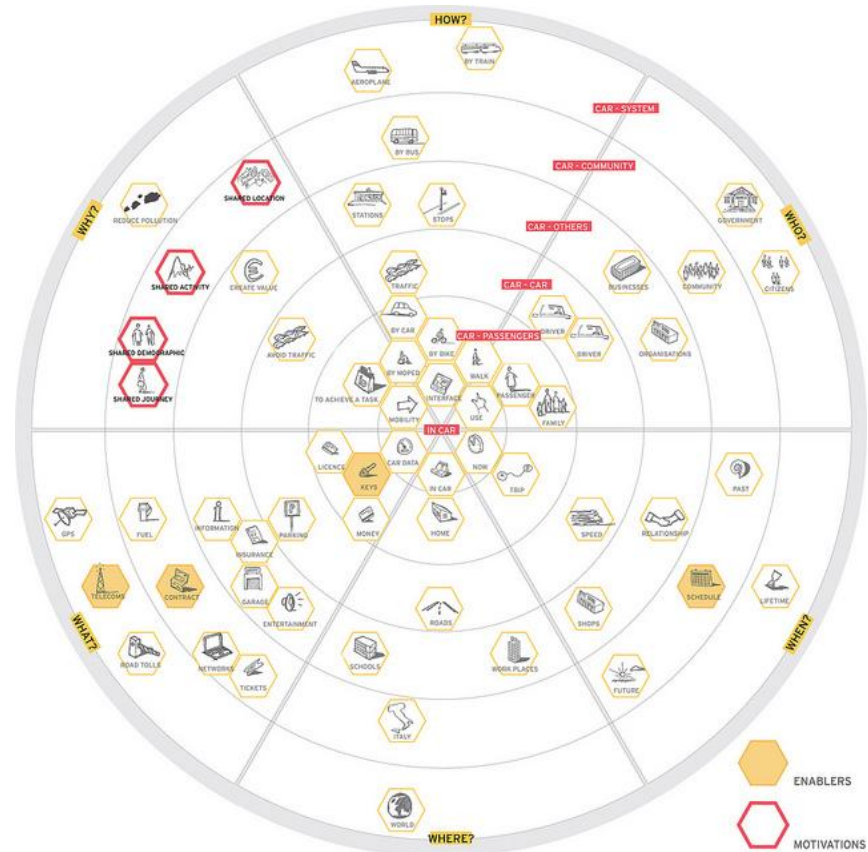 HOW?
BY TRAIN
AEROPLANE
CAR - SYSTEM
BY BUS
CAR - COMMUNITY
SHARED LOCATION
WHY?
REDUCE POLLUTION
STATIONS
STOPS
GOVERNMENT
CAR - OTHERS
WHO?
SHARED ACTIVITY
CREATE VALUE
TRAFFIC
CAR - CAR
BUSINESSES
COMMUNITY
CITIZENS
BY CAR
CAR - PASSENGERS
DRIVER
DRIVER
ORGANISATIONS
SHARED DEMOGRAPHIC
AVOID TRAFFIC
BY MOPED
BY BIKE
WALK
SHARED JOURNEY
TO ACHIEVE A TASK
INTERFACE
PASSENGER
MOBILITY
USE
FAMILY
IN CAR
LICENCE
CAR DATA
NOW
KEYS
IN CAR
TRIP
PAST
GPS
FUEL
INFORMATION
PARKING
MONEY
HOME
SPEED
RELATIONSHIP
INSURANCE
TELECOMS
CONTRACT
GARAGE
SCHEDULE
LIFETIME
ENTERTAINMENT
ROADS
SHOPS
WHAT?
WHEN?
ROAD TOLLS
NETWORKS
SCHOOLS
WORK PLACES
TICKETS
FUTURE
ITALY
ENABLERS
WORLD
WHERE?
MOTIVATIONS